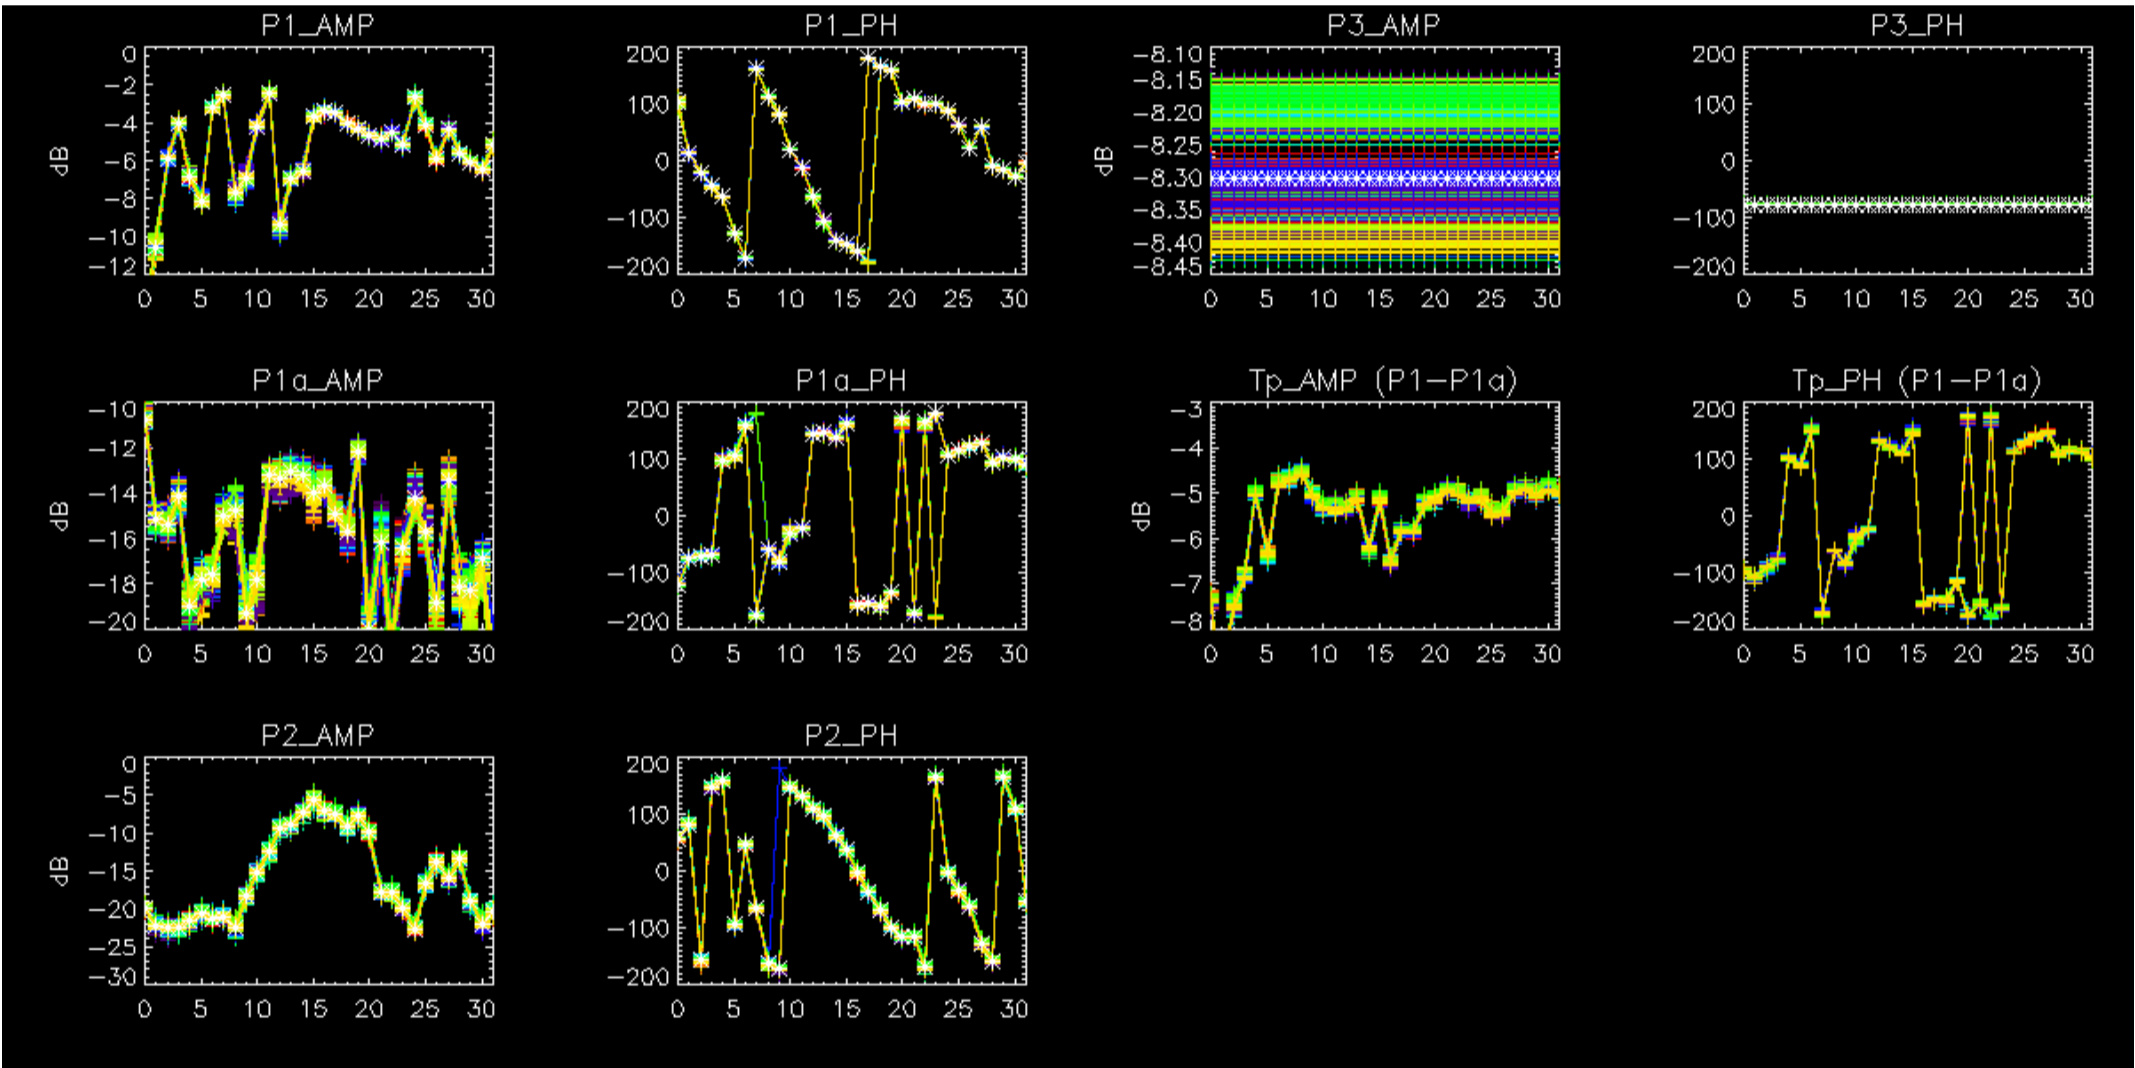 P1_AMP
dB
0
−2
−4
−6
−8
−10
−12
0 5 10 15 20 25 30
P1_PH
200
100
0
−100
−200
0 5 10 15 20 25 30
P3_AMP
dB
−8.10
−8.15
−8.20
−8.25
−8.30
−8.35
−8.40
−8.45
0 5 10 15 20 25 30
P3_PH
200
100
0
−100
−200
0 5 10 15 20 25 30
P1a_AMP
dB
−10
−12
−14
−16
−18
−20
0 5 10 15 20 25 30
P1a_PH
200
100
0
−100
−200
0 5 10 15 20 25 30
Tp_AMP (P1−P1a)
dB
−3
−4
−5
−6
−7
−8
0 5 10 15 20 25 30
Tp_PH (P1−P1a)
200
100
0
−100
−200
0 5 10 15 20 25 30
P2_AMP
dB
0
−5
−10
−15
−20
−25
−30
0 5 10 15 20 25 30
P2_PH
200
100
0
−100
−200
0 5 10 15 20 25 30